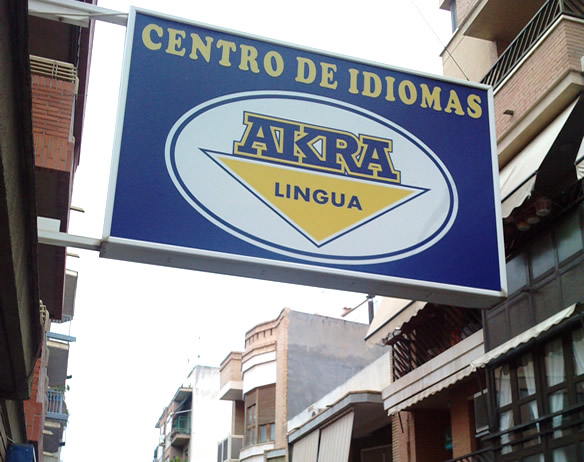 CENTRO DE IDIOMAS
AKRA
LINGUA